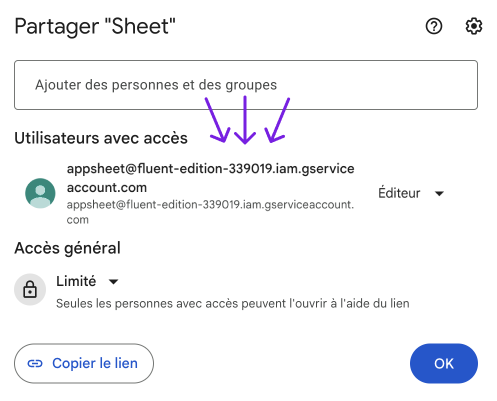 Partager "Sheet"
Ajouter des personnes et des groupes
Utilisateurs avec accès
appsheet@fluent-edition-339019.iam.gservice
account.com
Éditeur
appsheet@fluent-edition-339019.iam.gserviceaccount.
com
Accès général
Limité
Seules les personnes avec accès peuvent l'ouvrir à l'aide du lien
Copier le lien
OK